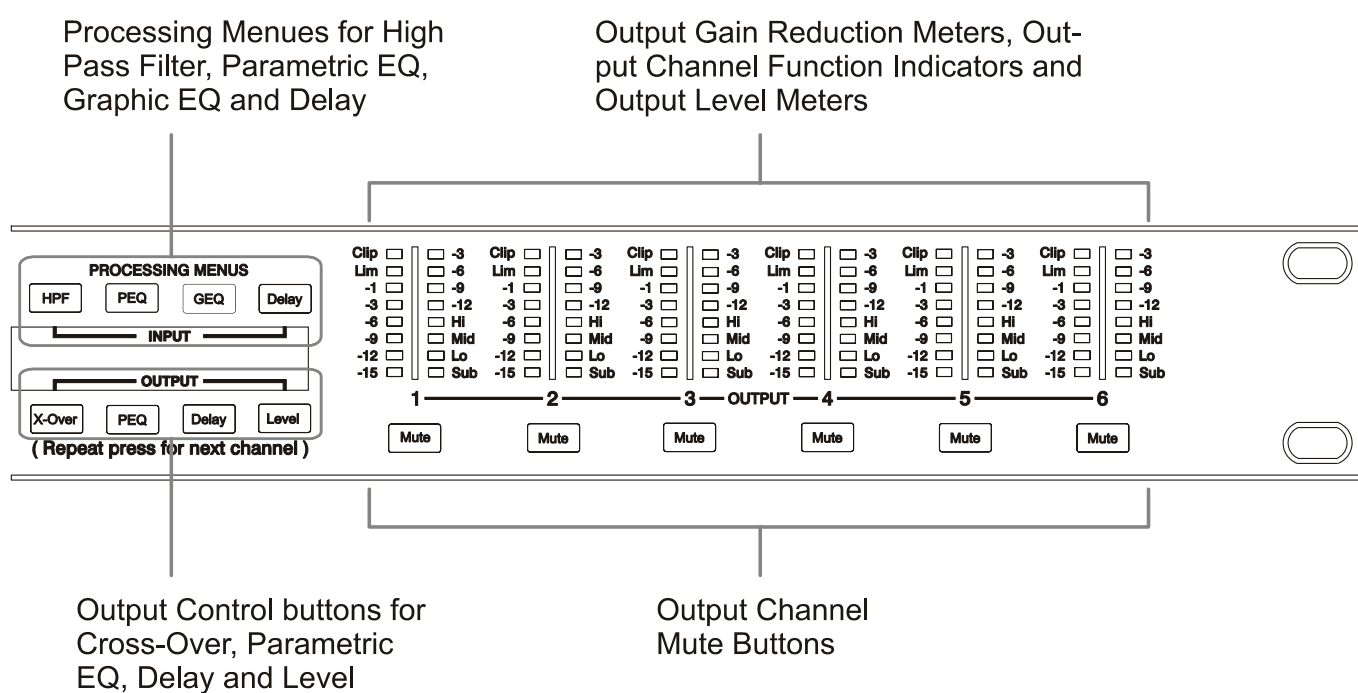 Processing Menues for High
Pass Filter, Parametric EQ,
Graphic EQ and Delay
Output Gain Reduction Meters, Out-
put Channel Function Indicators and
Output Level Meters
PROCESSING MENUS
HPF PEQ GEQ Delay
INPUT
OUTPUT
X-Over PEQ Delay Level
( Repeat press for next channel )
Clip -3 Clip -3 Clip -3 Clip -3 Clip -3 Clip -3
Lim -6 Lim -6 Lim -6 Lim -6 Lim -6 Lim -6
-1 -9 -1 -9 -1 -9 -1 -9 -1 -9 -1 -9
-3 -12 -3 -12 -3 -12 -3 -12 -3 -12 -3 -12
-6 Hi -6 Hi -6 Hi -6 Hi -6 Hi -6 Hi
-9 Mid -9 Mid -9 Mid -9 Mid -9 Mid -9 Mid
-12 Lo -12 Lo -12 Lo -12 Lo -12 Lo -12 Lo
-15 Sub -15 Sub -15 Sub -15 Sub -15 Sub -15 Sub
1 2 3 OUTPUT 4 5 6
Mute Mute Mute Mute Mute Mute
Output Control buttons for
Cross-Over, Parametric
EQ, Delay and Level
Output Channel
Mute Buttons